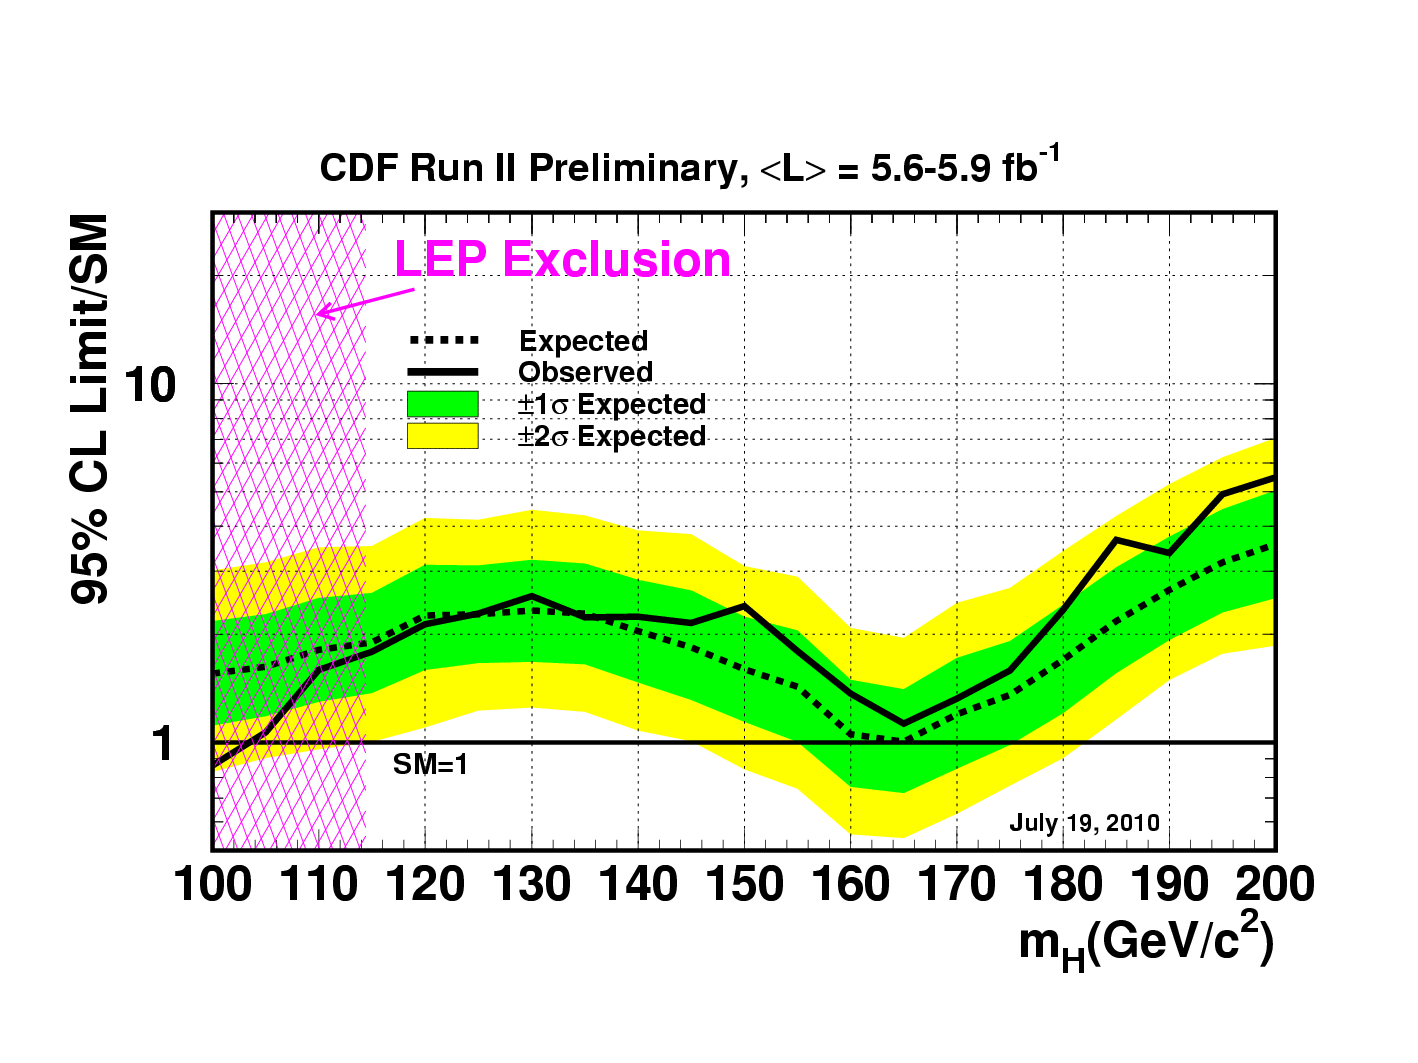 CDF Run II Preliminary, <L> = 5.6-5.9 fb⁻¹
95% CL Limit/SM
LEP Exclusion
Expected
Observed
±1σ Expected
±2σ Expected
10
1
SM=1
July 19, 2010
100 110 120 130 140 150 160 170 180 190 200
m_H(GeV/c²)